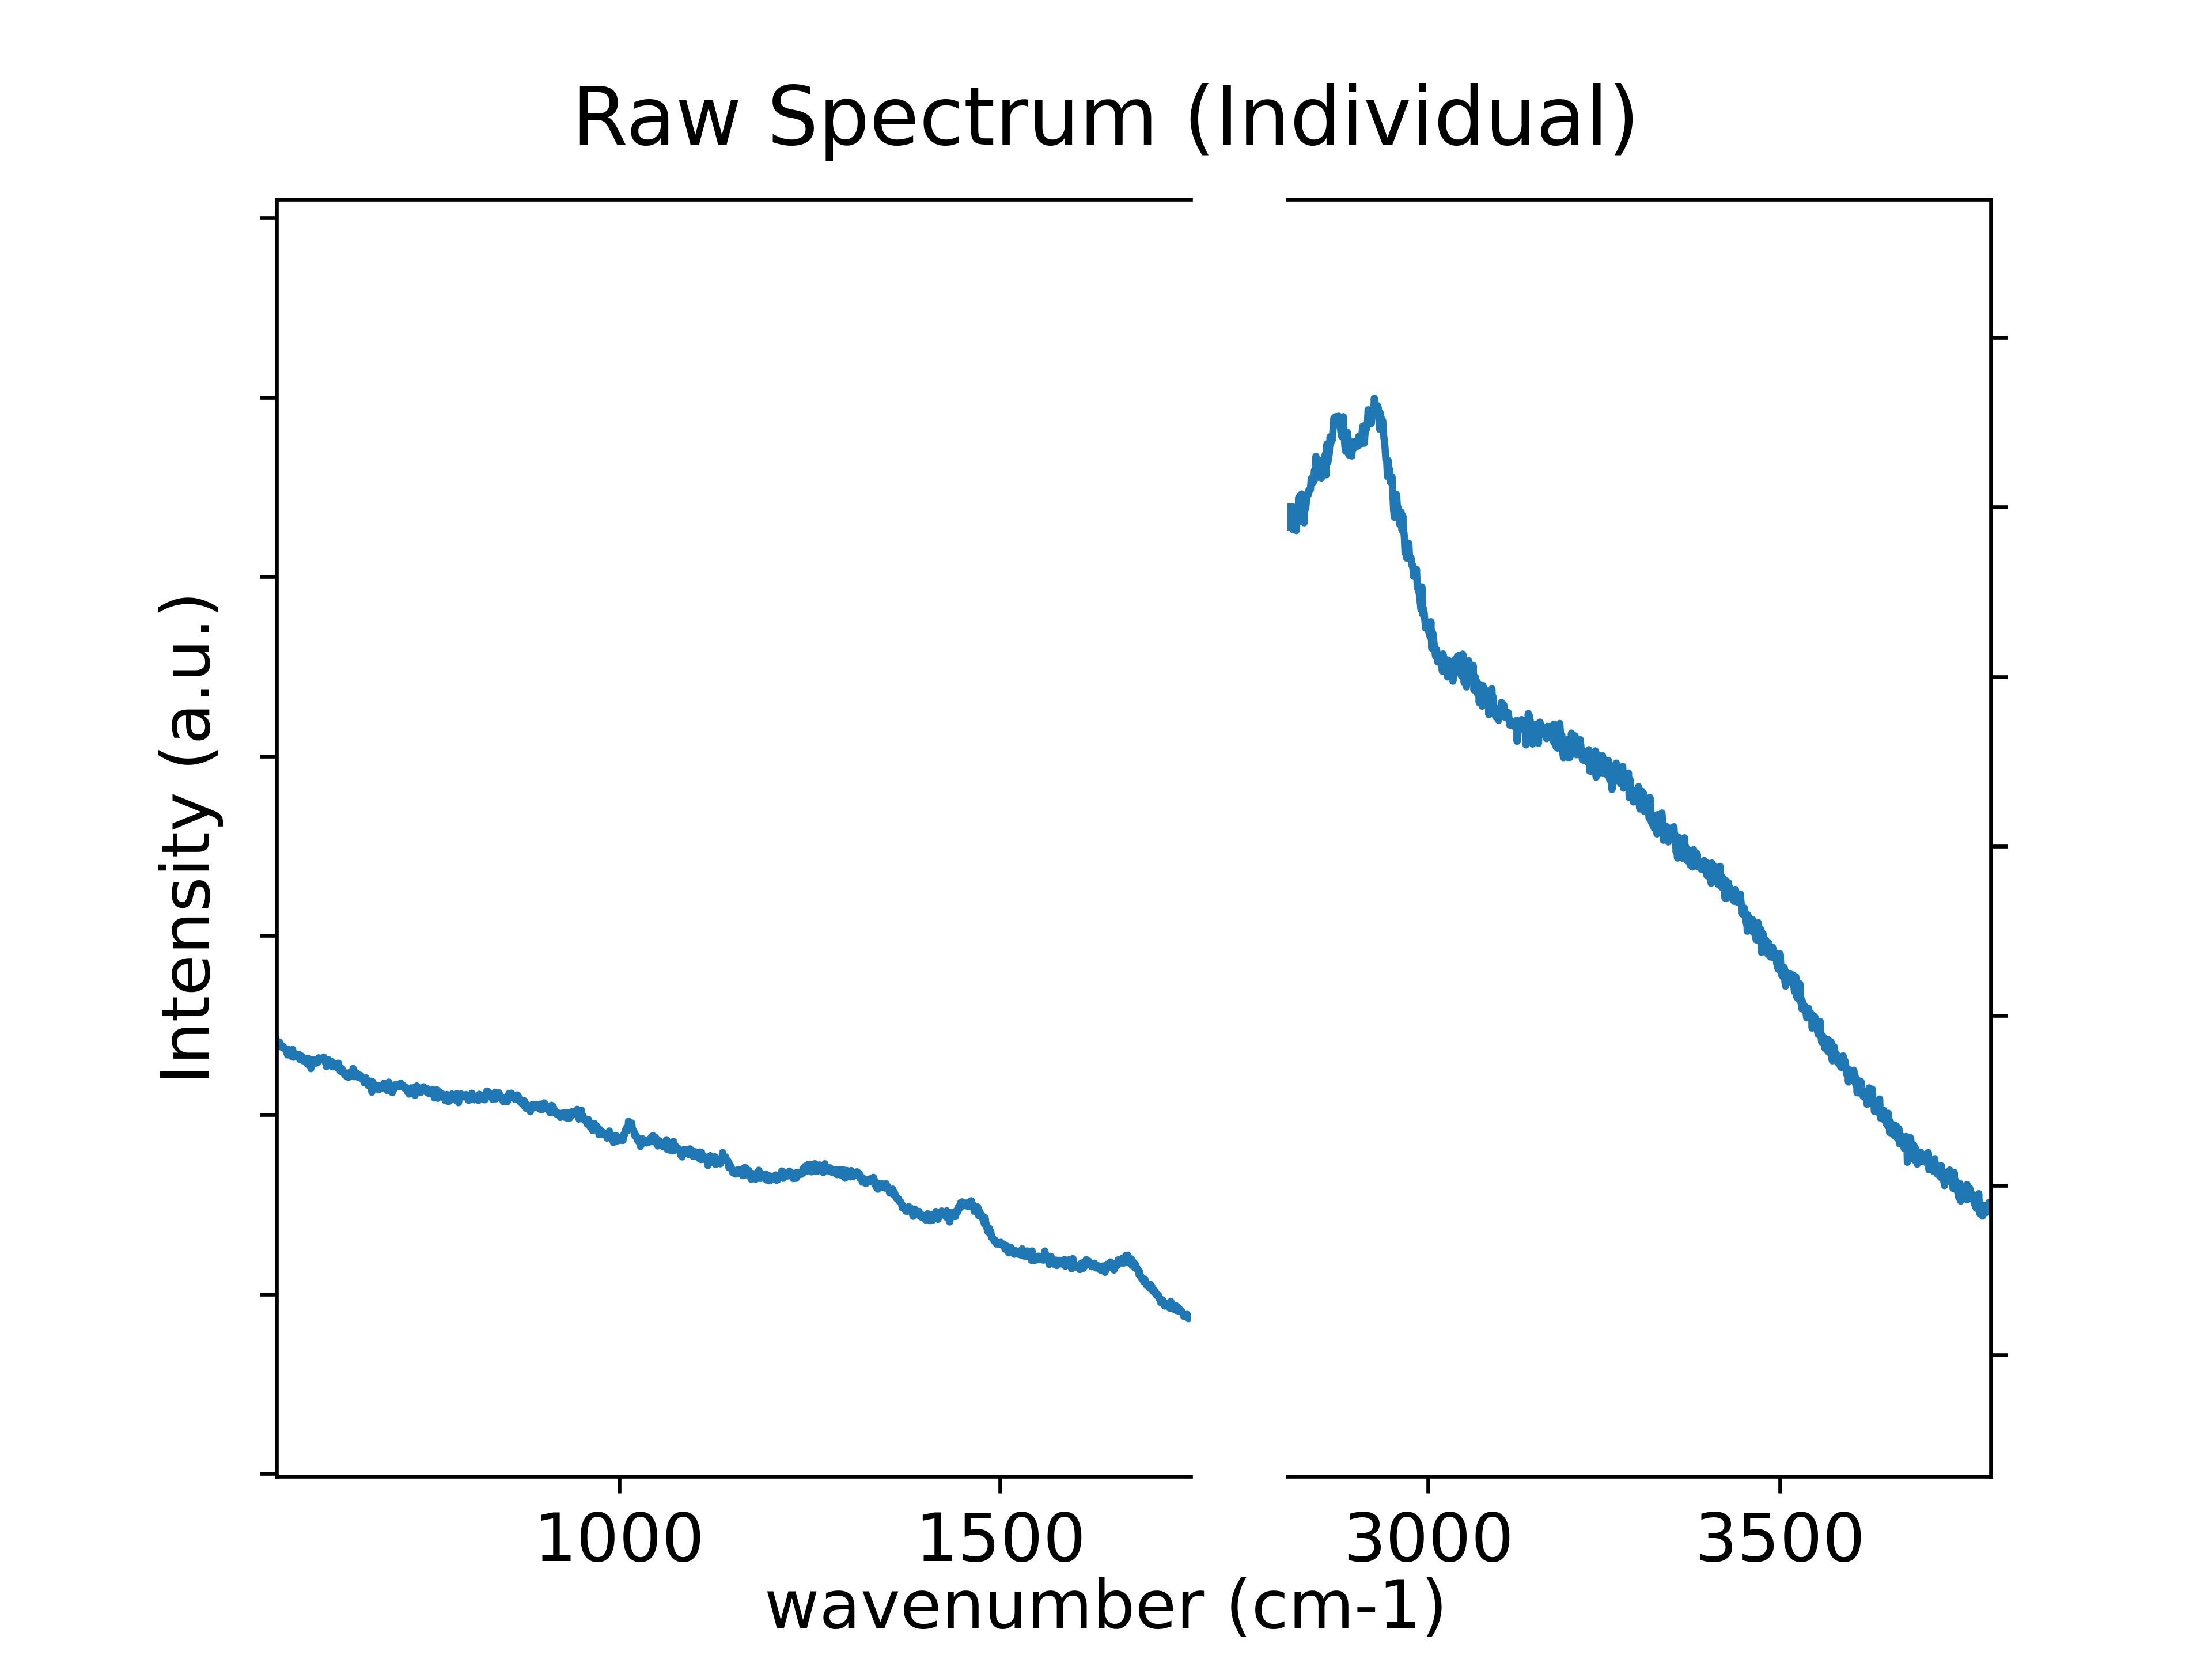 Raw Spectrum (Individual)
Intensity (a.u.)
1000 1500 3000 3500
wavenumber (cm-1)